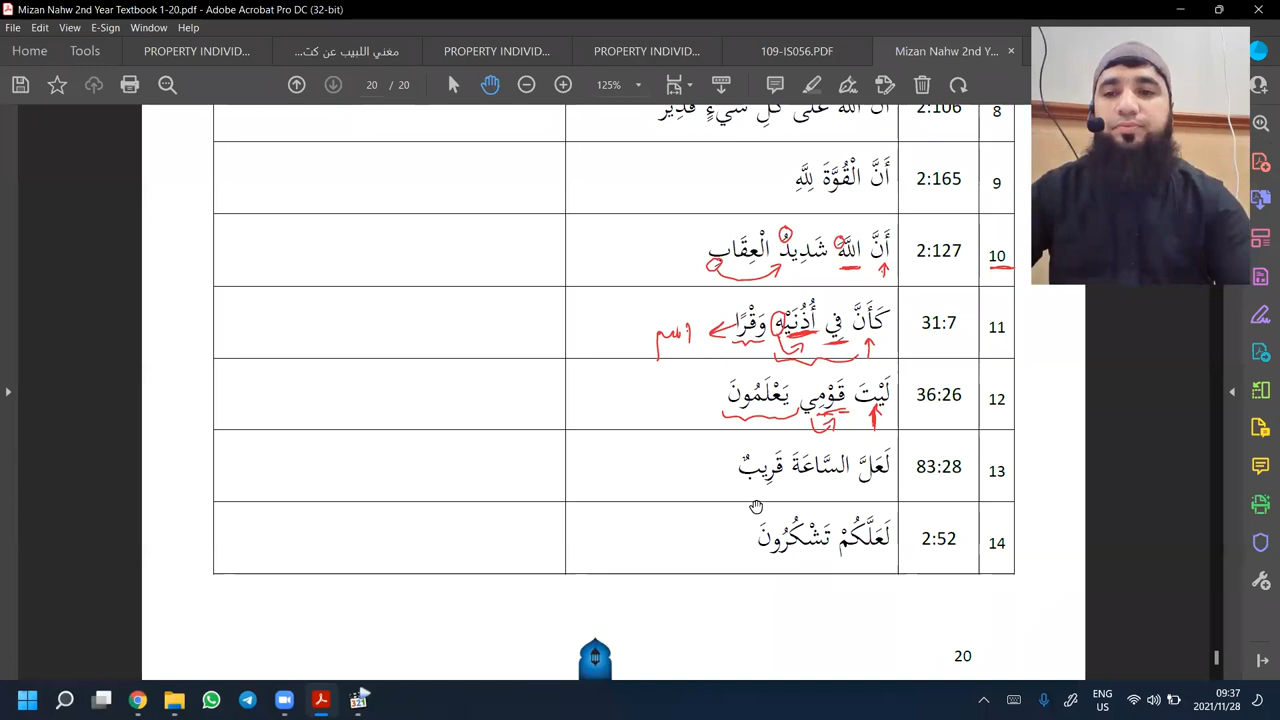 Mizan Nahw 2nd Year Textbook 1-20.pdf - Adobe Acrobat Pro DC (32-bit)
File Edit View E-Sign Window Help
Home Tools PROPERTY INDIVID... مغني اللبيب عن كت... PROPERTY INDIVID... PROPERTY INDIVID... 109-IS056.PDF Mizan Nahw 2nd Y... ×
20 / 20 125%
8 2:106 أَنَّ اللَّهَ عَلَى كُلِّ شَيْءٍ قَدِيرٌ
9 2:165 أَنَّ الْقُوَّةَ لِلَّهِ
10 2:127 أَنَّ اللَّهَ شَدِيدُ الْعِقَابِ
11 31:7 كَأَنَّ فِي أُذُنَيْهِ وَقْرًا اسم
12 36:26 لَيْتَ قَوْمِي يَعْلَمُونَ
13 83:28 لَعَلَّ السَّاعَةَ قَرِيبٌ
14 2:52 لَعَلَّكُمْ تَشْكُرُونَ
20
321
ENG
US
09:37
2021/11/28